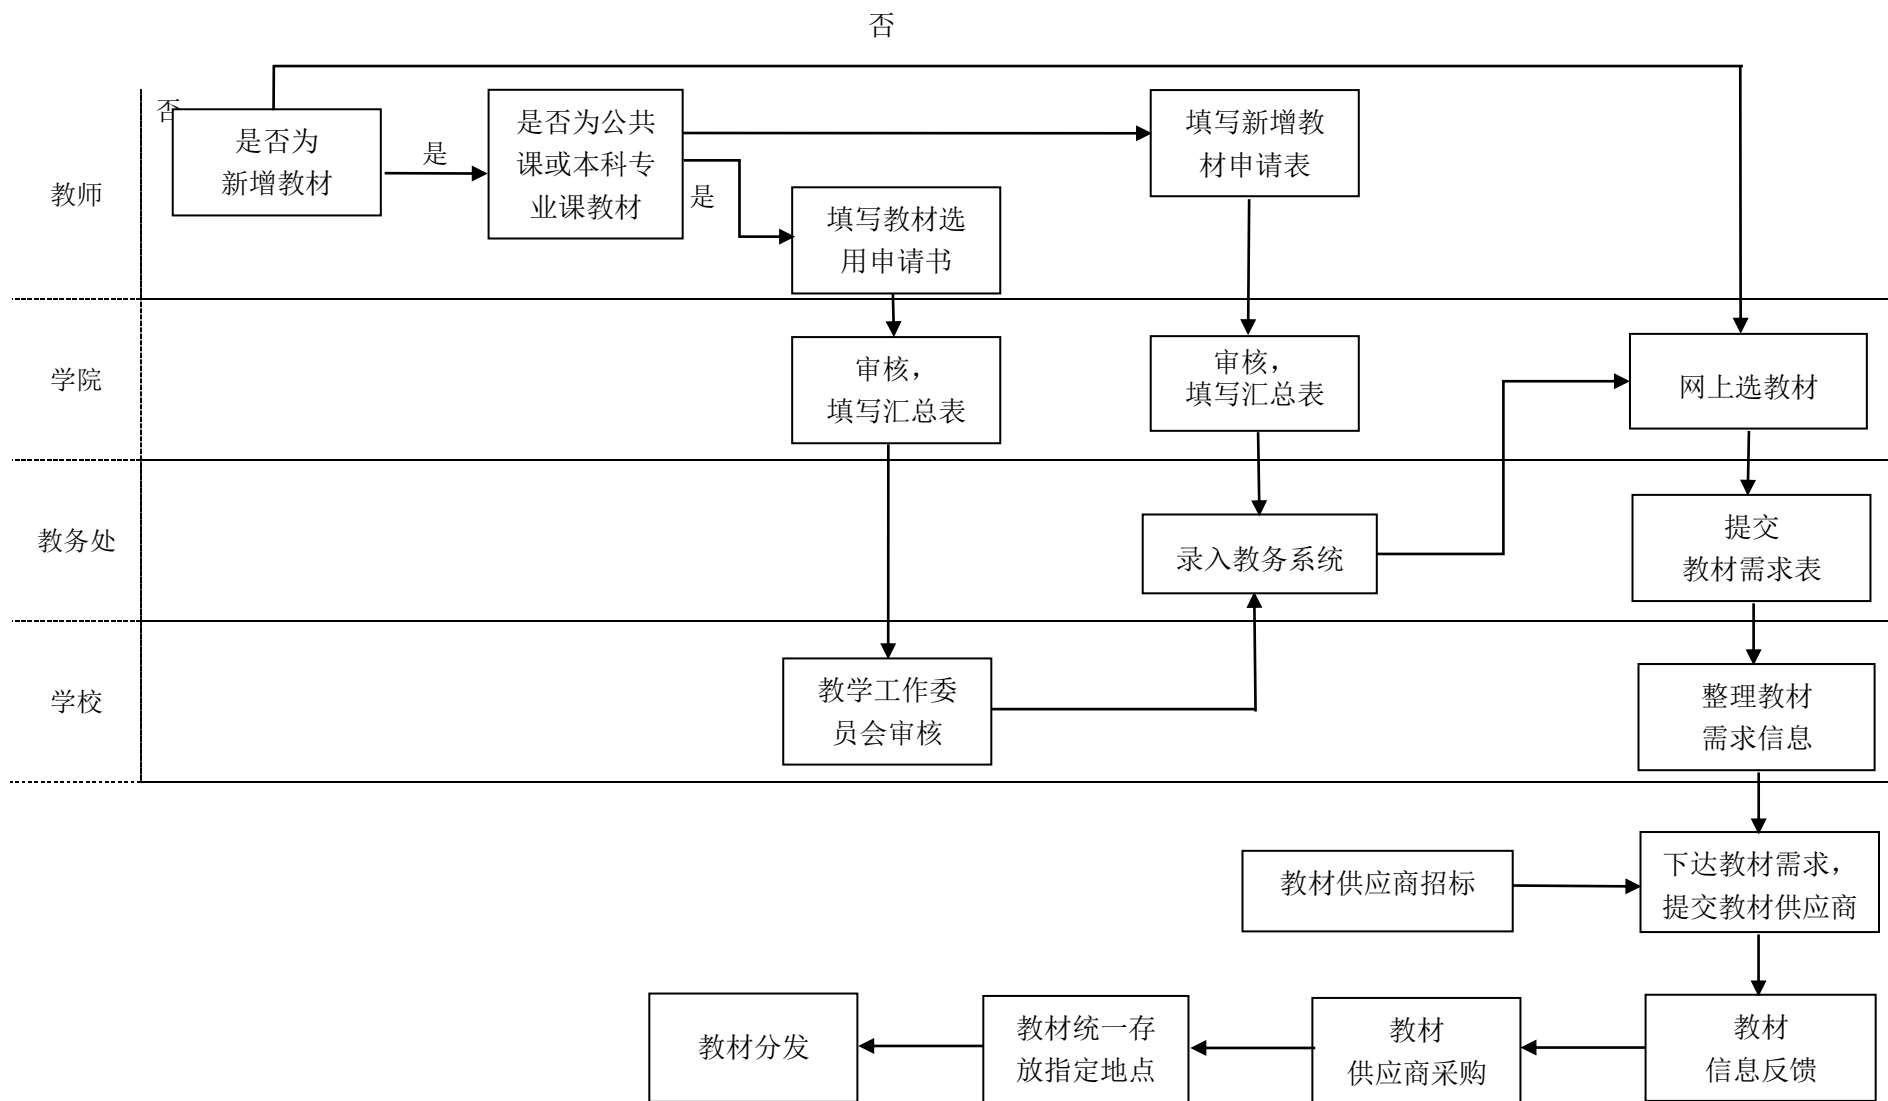 否
否
是否为
新增教材
是
是否为公共
课或本科专
业课教材
是
填写教材选
用申请书
填写新增教
材申请表
教师
学院
审核，
填写汇总表
审核，
填写汇总表
网上选教材
教务处
录入教务系统
提交
教材需求表
学校
教学工作委
员会审核
整理教材
需求信息
教材供应商招标
下达教材需求，
提交教材供应商
教材分发
教材统一存
放指定地点
教材
供应商采购
教材
信息反馈